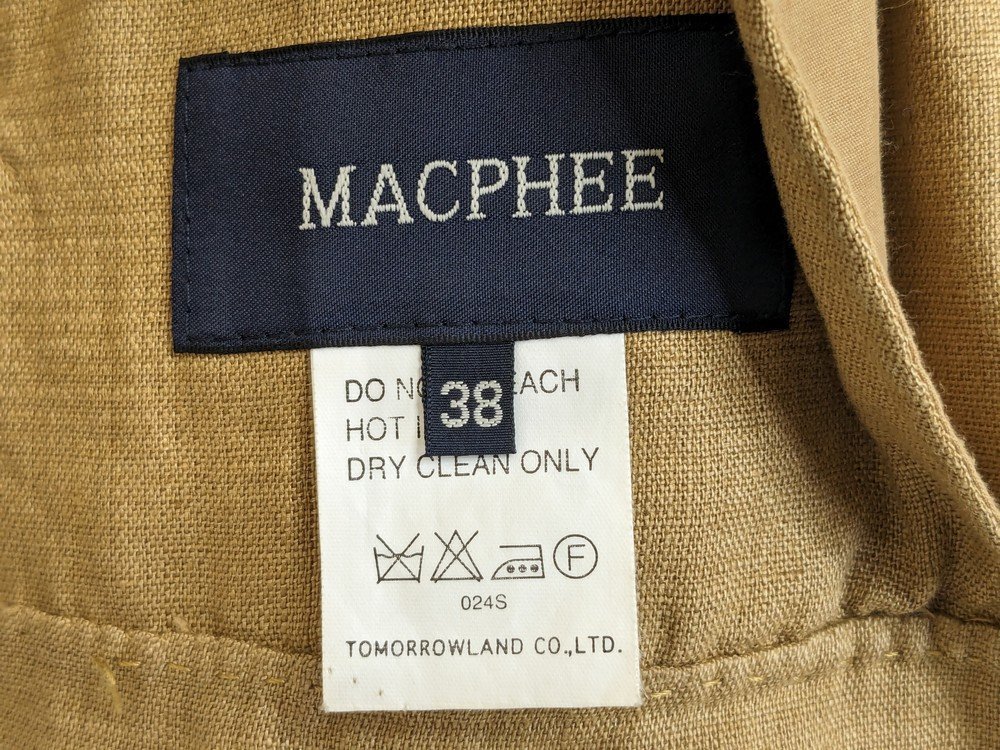 MACPHEE
38
DO
HOT
DRY CLEAN ONLY
F
024S
TOMORROWLAND CO.,LTD.